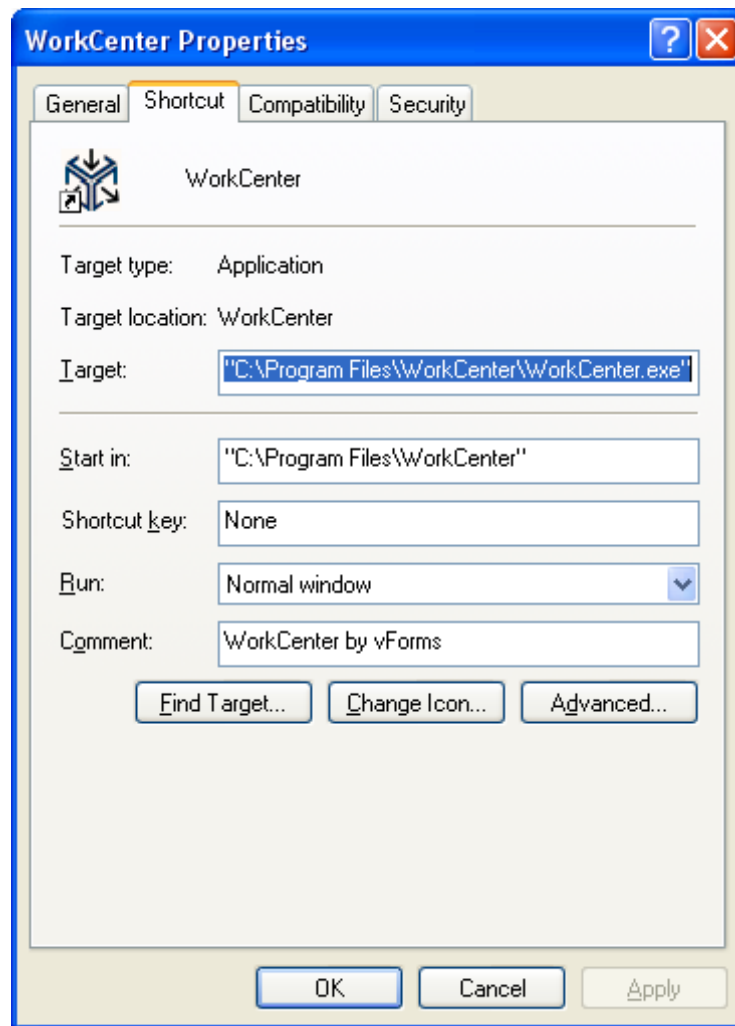 WorkCenter Properties
General Shortcut Compatibility Security
WorkCenter
Target type: Application
Target location: WorkCenter
Target: "C:\Program Files\WorkCenter\WorkCenter.exe"
Start in: "C:\Program Files\WorkCenter"
Shortcut key: None
Run: Normal window
Comment: WorkCenter by vForms
Find Target... Change Icon... Advanced...
OK Cancel Apply